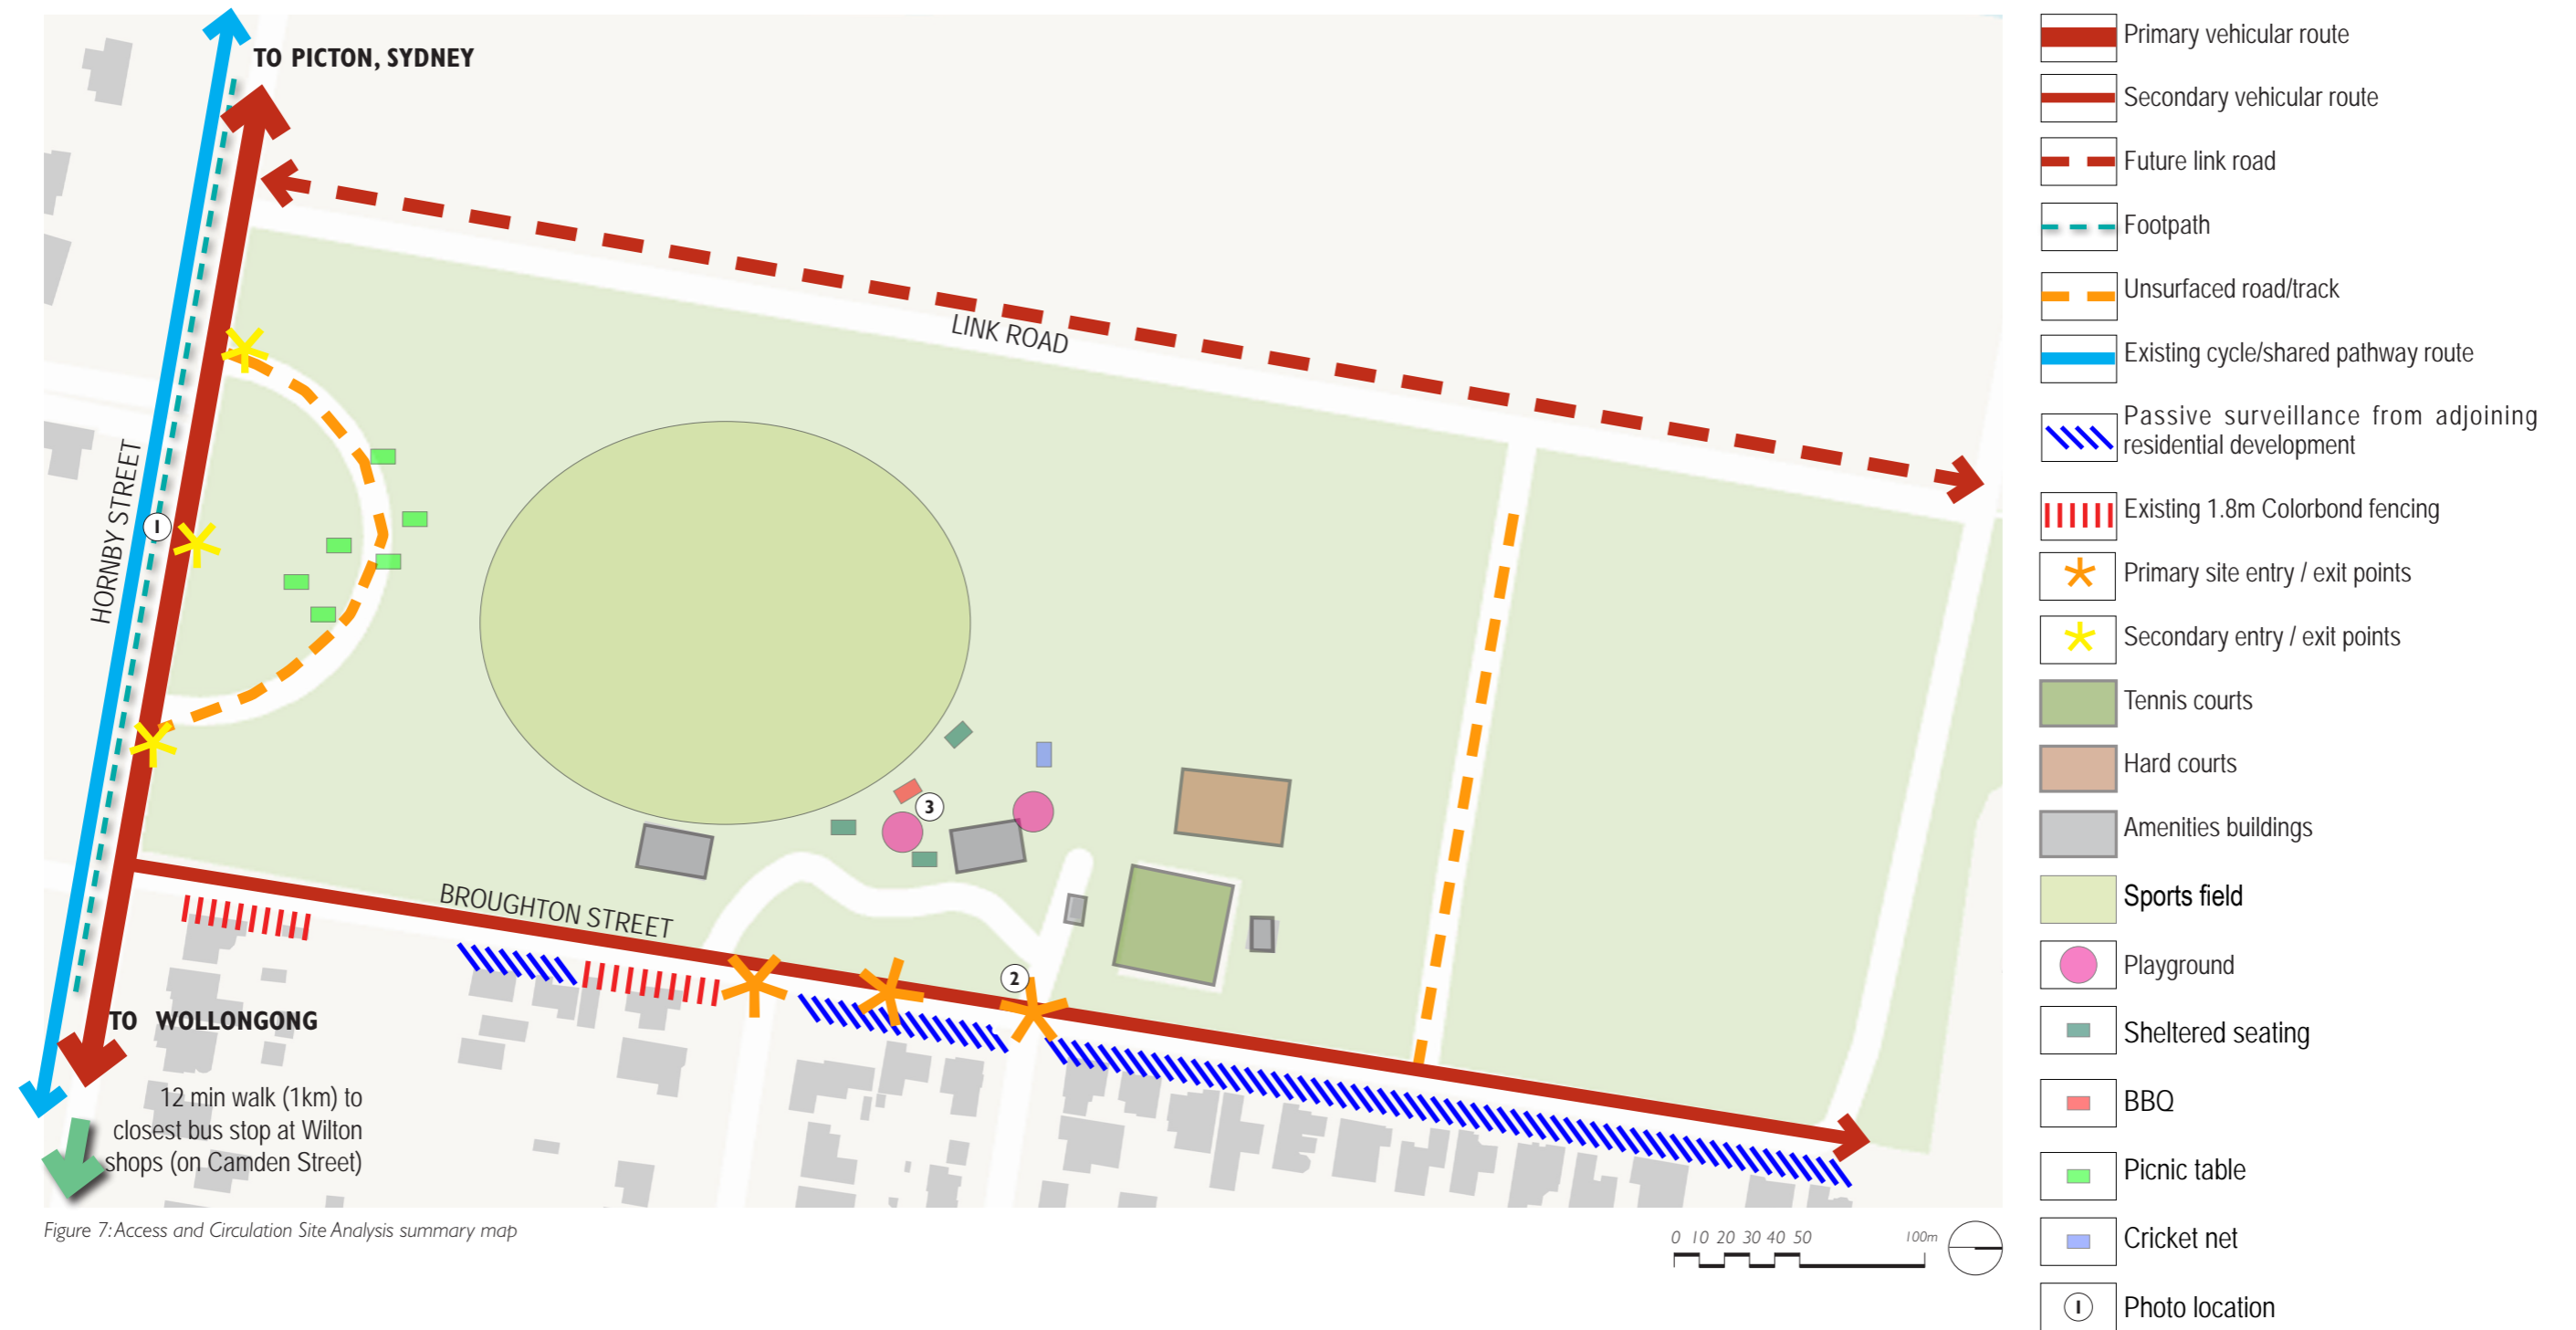 TO PICTON, SYDNEY
LINK ROAD
HORNBY STREET
1
3
BROUGHTON STREET
2
TO WOLLONGONG
12 min walk (1km) to
closest bus stop at Wilton
shops (on Camden Street)
Figure 7: Access and Circulation Site Analysis summary map
0 10 20 30 40 50 100m
Primary vehicular route
Secondary vehicular route
Future link road
Footpath
Unsurfaced road/track
Existing cycle/shared pathway route
Passive surveillance from adjoining
residential development
Existing 1.8m Colorbond fencing
Primary site entry / exit points
Secondary entry / exit points
Tennis courts
Hard courts
Amenities buildings
Sports field
Playground
Sheltered seating
BBQ
Picnic table
Cricket net
1 Photo location